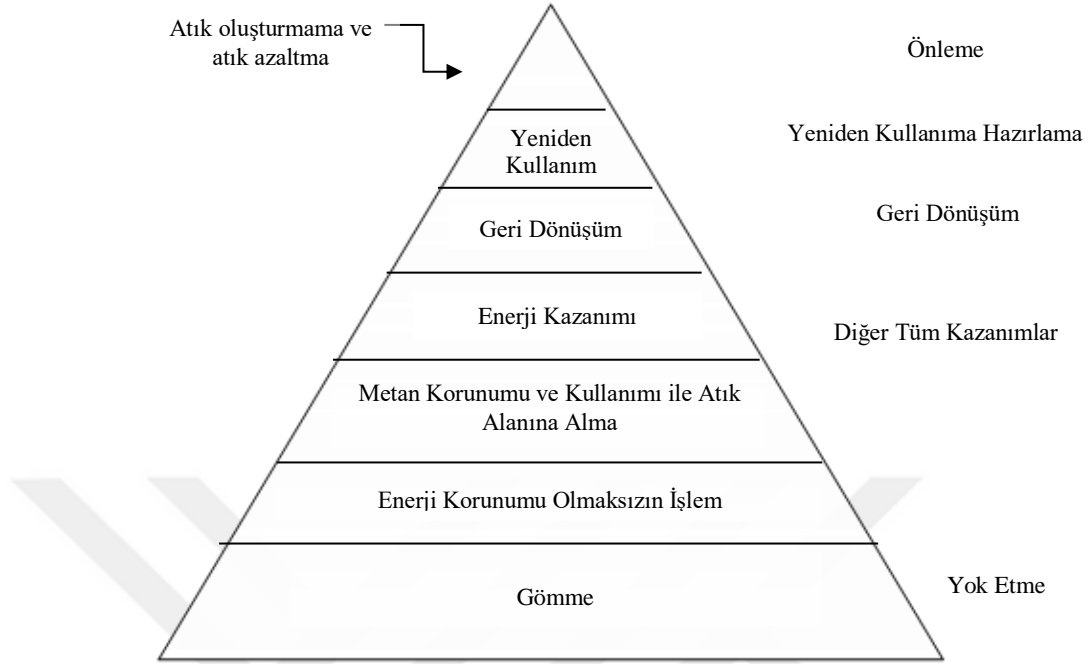 Atık oluşturmama ve
atık azaltma
Önleme
Yeniden
Kullanım
Yeniden Kullanıma Hazırlama
Geri Dönüşüm
Geri Dönüşüm
Enerji Kazanımı
Diğer Tüm Kazanımlar
Metan Korunumu ve Kullanımı ile Atık
Alanına Alma
Enerji Korunumu Olmaksızın İşlem
Gömme
Yok Etme